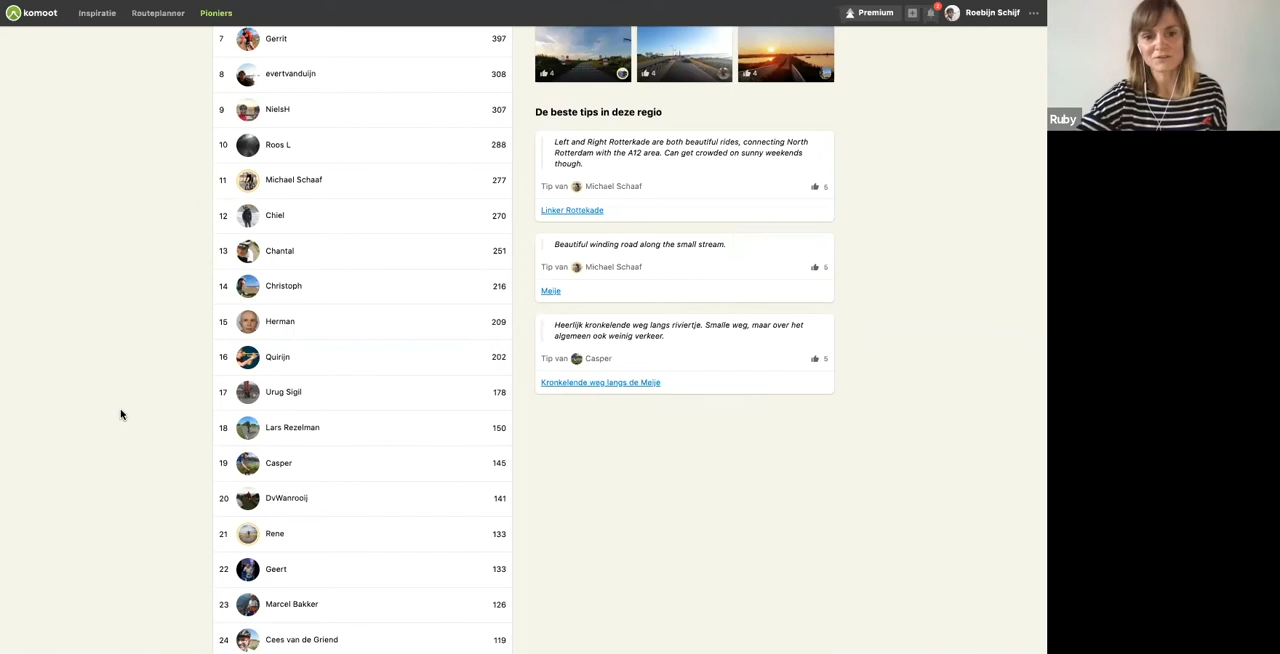 komoot Inspiratie Routeplanner Pioniers Premium 2 Roebijn Schijf
7 Gerrit 397
8 evertvanduijn 308
9 NielsH 307
10 Roos L 288
11 Michael Schaaf 277
12 Chiel 270
13 Chantal 251
14 Christoph 216
15 Herman 209
16 Quirijn 202
17 Urug Sigil 178
18 Lars Rezelman 150
19 Casper 145
20 DvWanrooij 141
21 Rene 133
22 Geert 133
23 Marcel Bakker 126
24 Cees van de Griend 119
4 4 4
De beste tips in deze regio
Left and Right Rotterkade are both beautiful rides, connecting North
Rotterdam with the A12 area. Can get crowded on sunny weekends
though.
Tip van Michael Schaaf 5
Linker Rottekade
Beautiful winding road along the small stream.
Tip van Michael Schaaf 5
Meije
Heerlijk kronkelende weg langs riviertje. Smalle weg, maar over het
algemeen ook weinig verkeer.
Tip van Casper 5
Kronkelende weg langs de Meije
Ruby